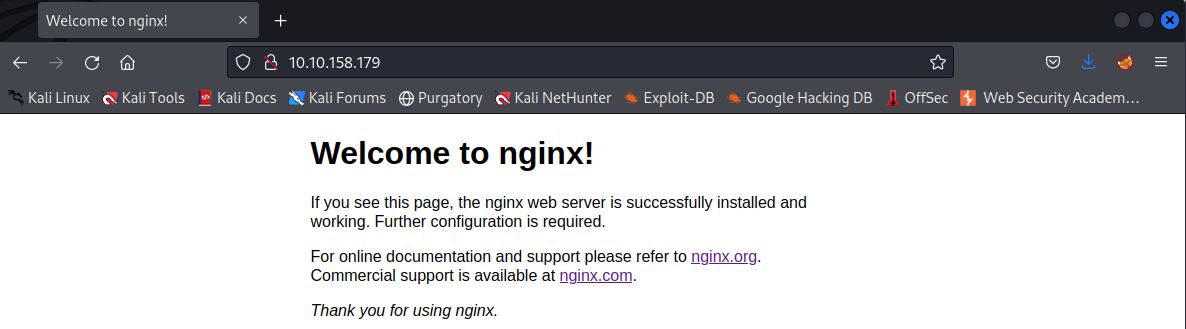 Welcome to nginx!
10.10.158.179
Kali Linux Kali Tools Kali Docs Kali Forums Purgatory Kali NetHunter Exploit-DB Google Hacking DB OffSec Web Security Academ…
Welcome to nginx!
If you see this page, the nginx web server is successfully installed and
working. Further configuration is required.
For online documentation and support please refer to nginx.org.
Commercial support is available at nginx.com.
Thank you for using nginx.